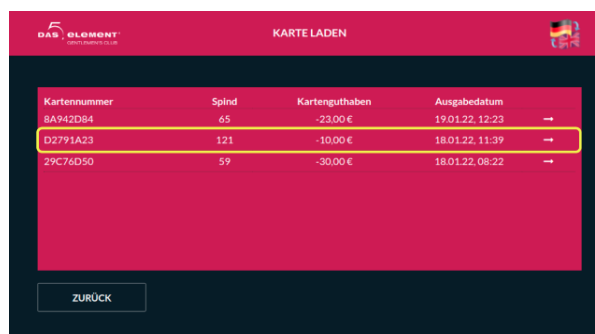 DAS 5 ELEMENT
GENTLEMEN'S CLUB
KARTE LADEN
Kartennummer Spind Kartenguthaben Ausgabedatum
8A942D84 65 -23,00 € 19.01.22, 12:23 →
D2791A23 121 -10,00 € 18.01.22, 11:39 →
29C76D50 59 -30,00 € 18.01.22, 08:22 →
ZURÜCK